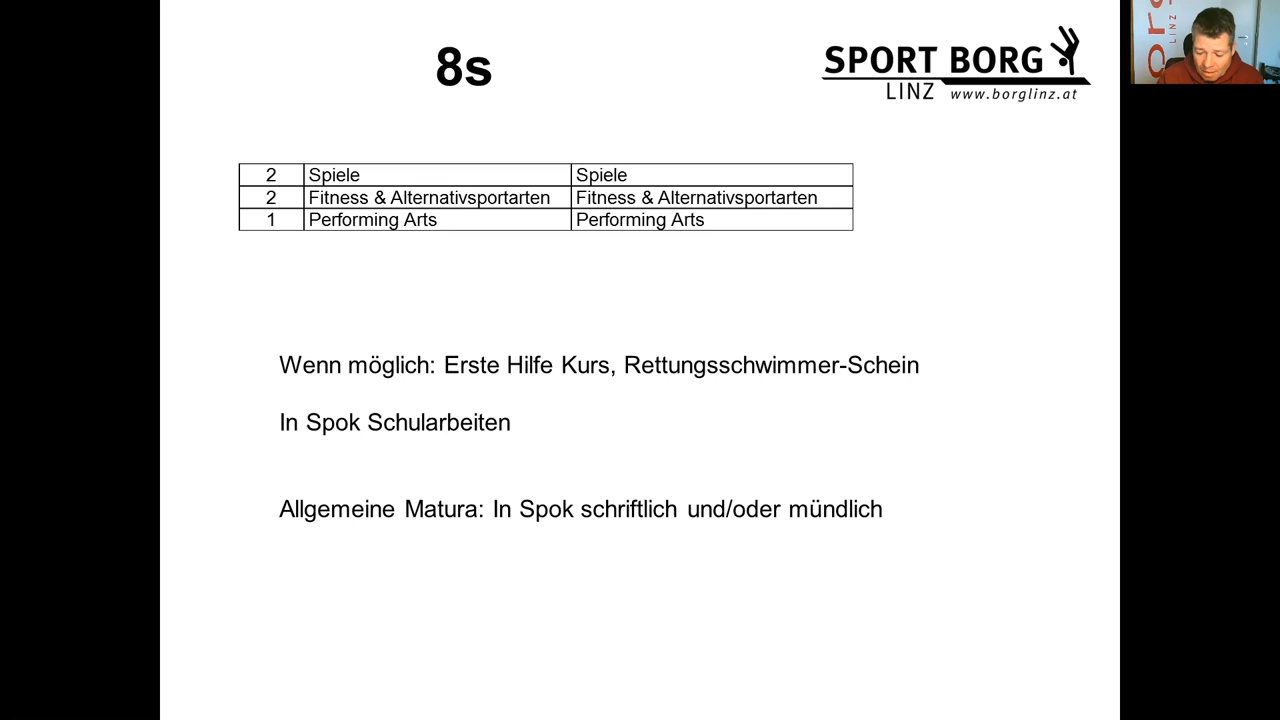 8s
SPORT BORG
LINZ www.borglinz.at
2 Spiele Spiele
2 Fitness & Alternativsportarten Fitness & Alternativsportarten
1 Performing Arts Performing Arts
Wenn möglich: Erste Hilfe Kurs, Rettungsschwimmer-Schein
In Spok Schularbeiten
Allgemeine Matura: In Spok schriftlich und/oder mündlich
org
LINZ